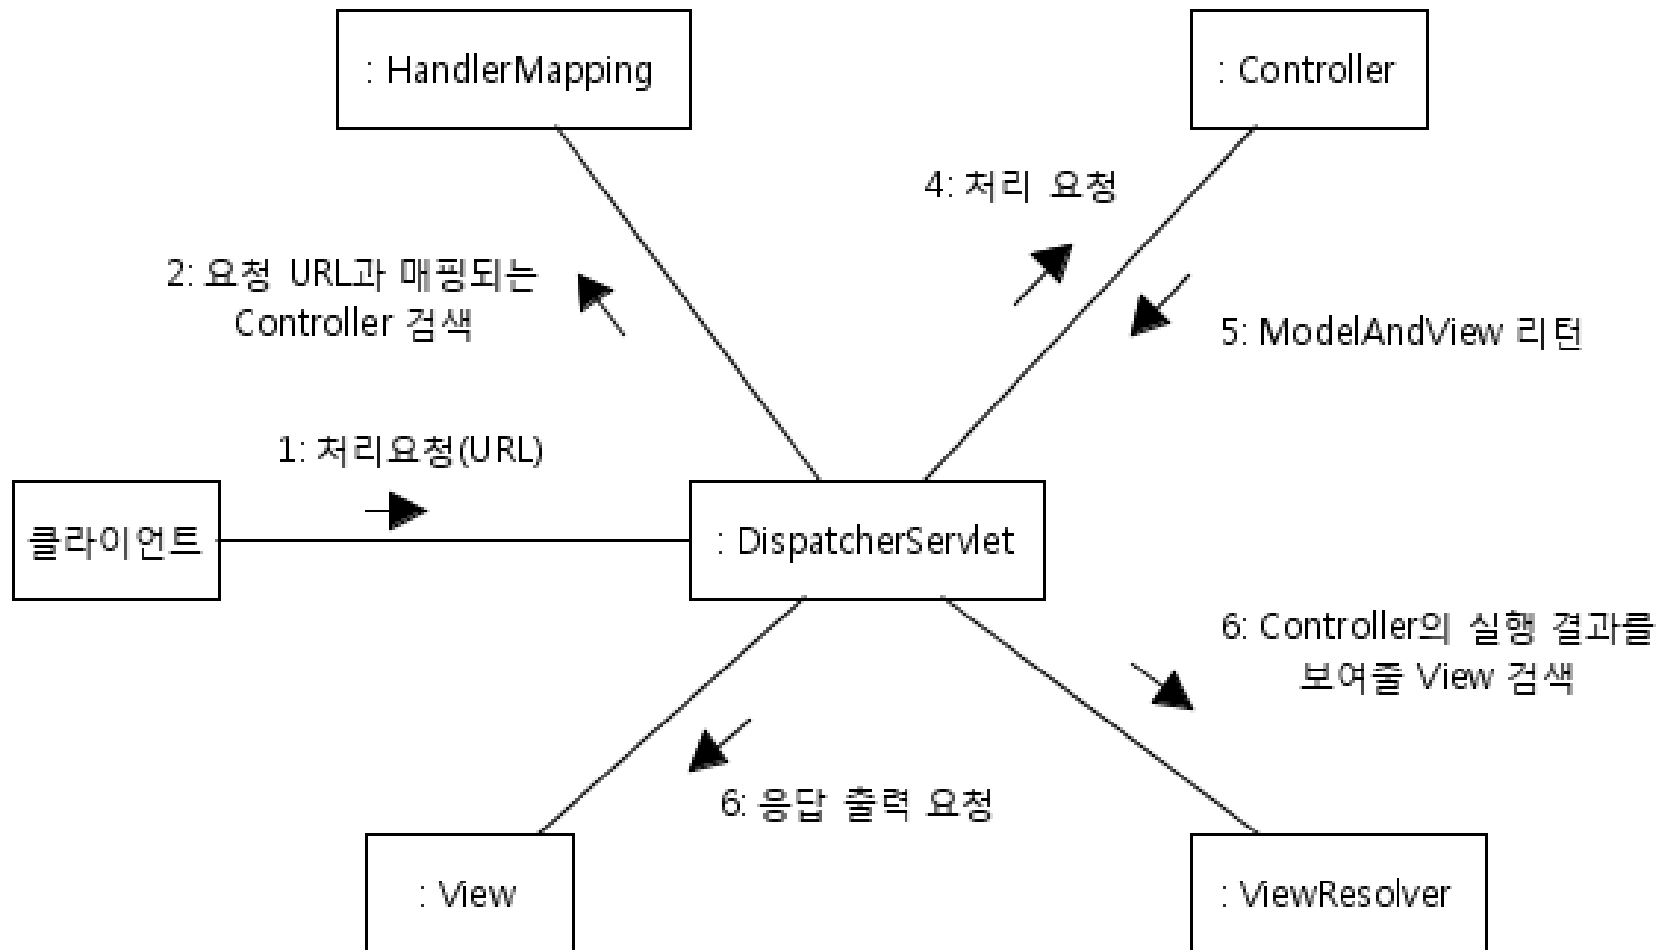 : HandlerMapping
: Controller
4: 처리 요청
2: 요청 URL과 매핑되는
Controller 검색
5: ModelAndView 리턴
1: 처리요청(URL)
클라이언트
: DispatcherServlet
6: Controller의 실행 결과를
보여줄 View 검색
6: 응답 출력 요청
: View
: ViewResolver